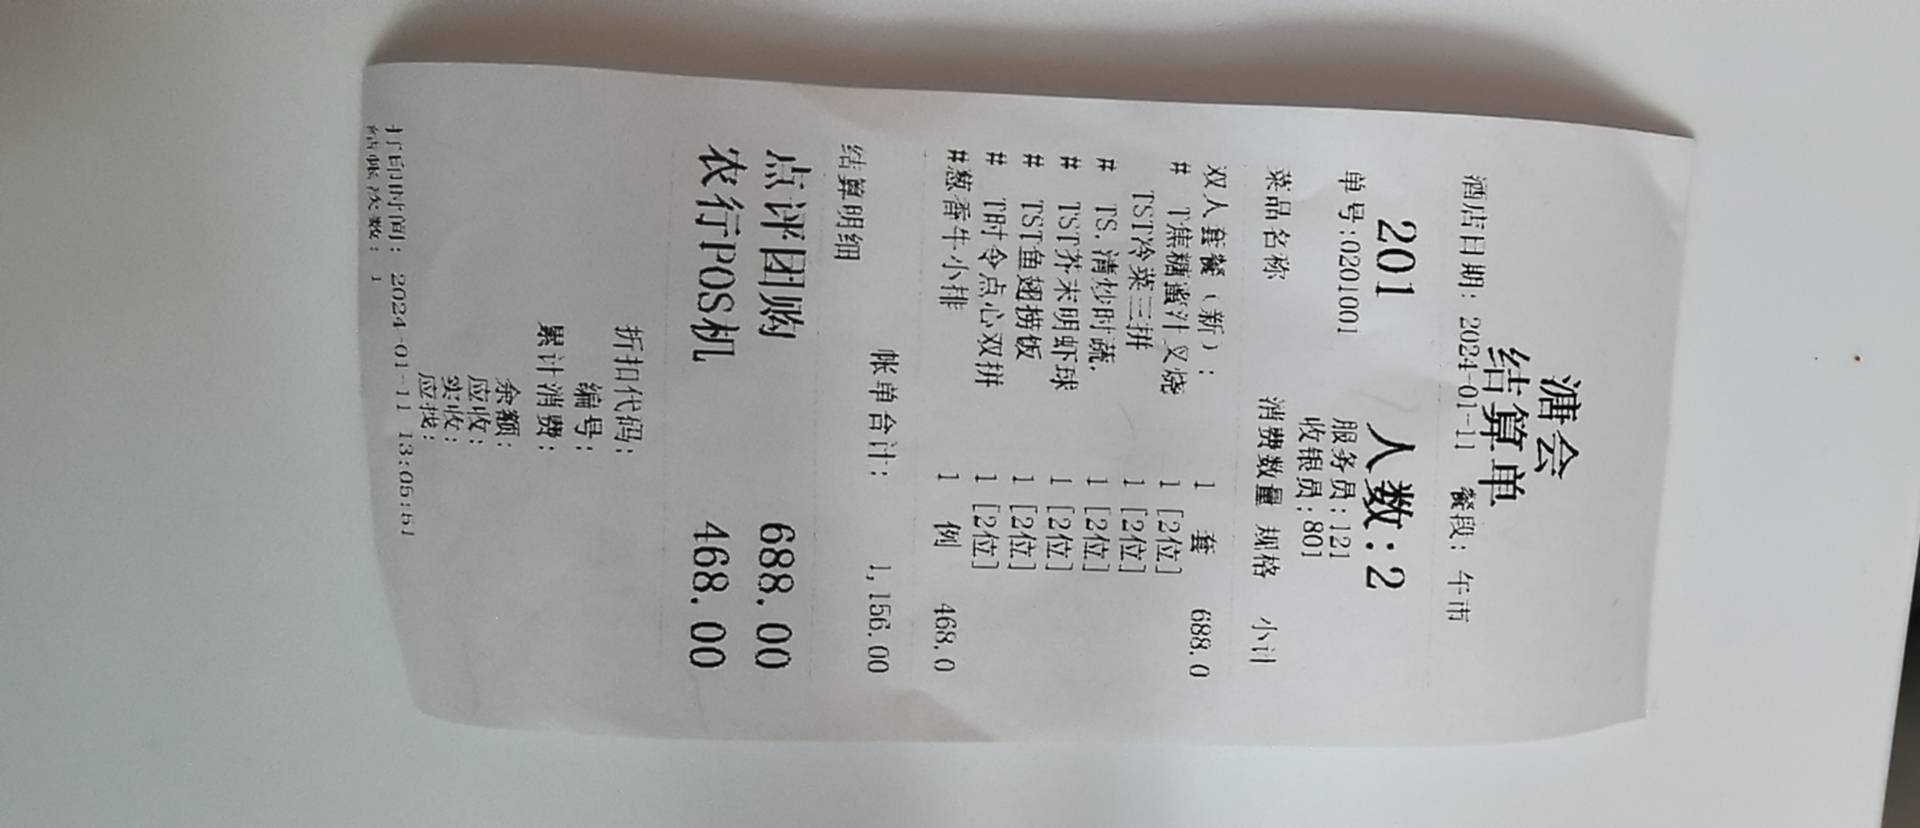 溏会
结算单
酒店日期: 2024-01-11 餐段: 午市
201 人数:2
单号:0201001 服务员:121
收银员:801
菜品名称 消费数量 规格 小计
双人套餐（新）: 1 套 688.0
# T焦糖蜜汁叉烧 1 [2位]
TST冷菜三拼 1 [2位]
# TS.清炒时蔬. 1 [2位]
# TST芥末明虾球 1 [2位]
# TST鱼翅捞饭 1 [2位]
# T时令点心双拼 1 [2位]
#葱香牛小排 1 例 468.0
帐单合计: 1,156.00
结算明细
点评团购 688.00
农行POS机 468.00
折扣代码:
编号:
累计消费:
余额:
应收:
实收:
应找:
打印时间: 2024-01-11 13:05:51
结帐次数: 1